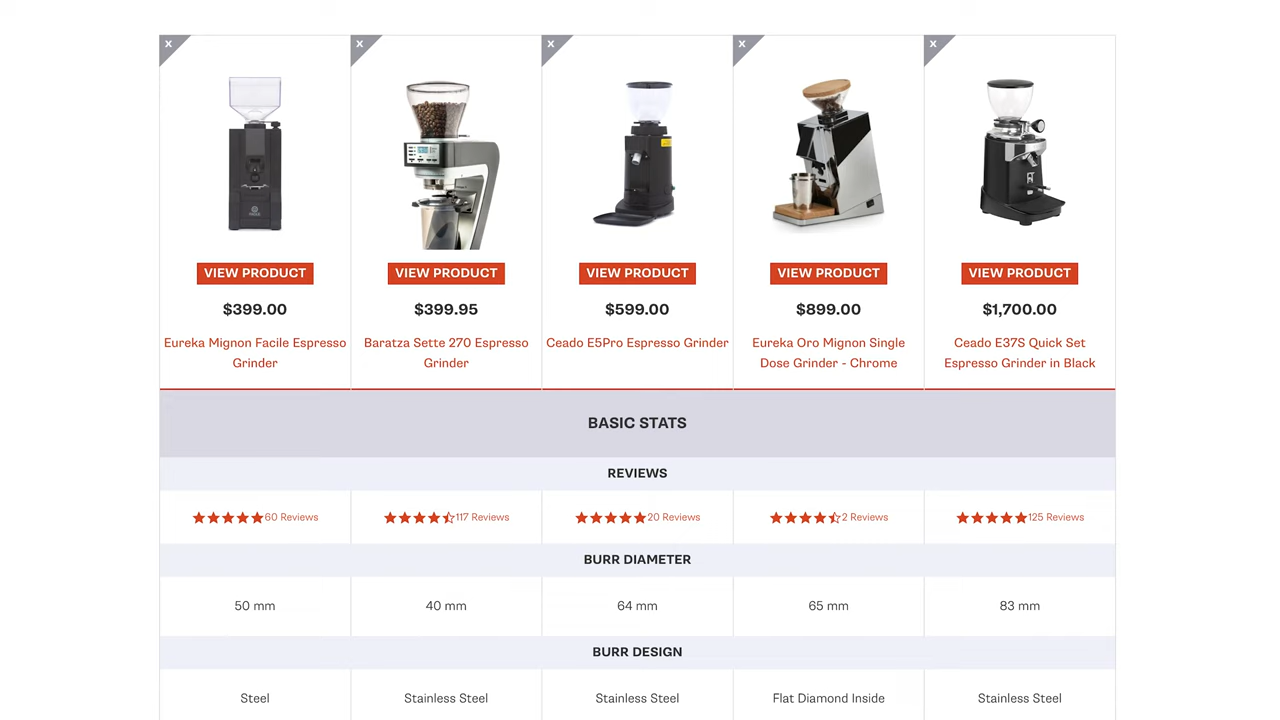 x x x x x
VIEW PRODUCT VIEW PRODUCT VIEW PRODUCT VIEW PRODUCT VIEW PRODUCT
$399.00 $399.95 $599.00 $899.00 $1,700.00
Eureka Mignon Facile Espresso Baratza Sette 270 Espresso Ceado E5Pro Espresso Grinder Eureka Oro Mignon Single Ceado E37S Quick Set
Grinder Grinder Dose Grinder - Chrome Espresso Grinder in Black
BASIC STATS
REVIEWS
60 Reviews 117 Reviews 20 Reviews 2 Reviews 125 Reviews
BURR DIAMETER
50 mm 40 mm 64 mm 65 mm 83 mm
BURR DESIGN
Steel Stainless Steel Stainless Steel Flat Diamond Inside Stainless Steel